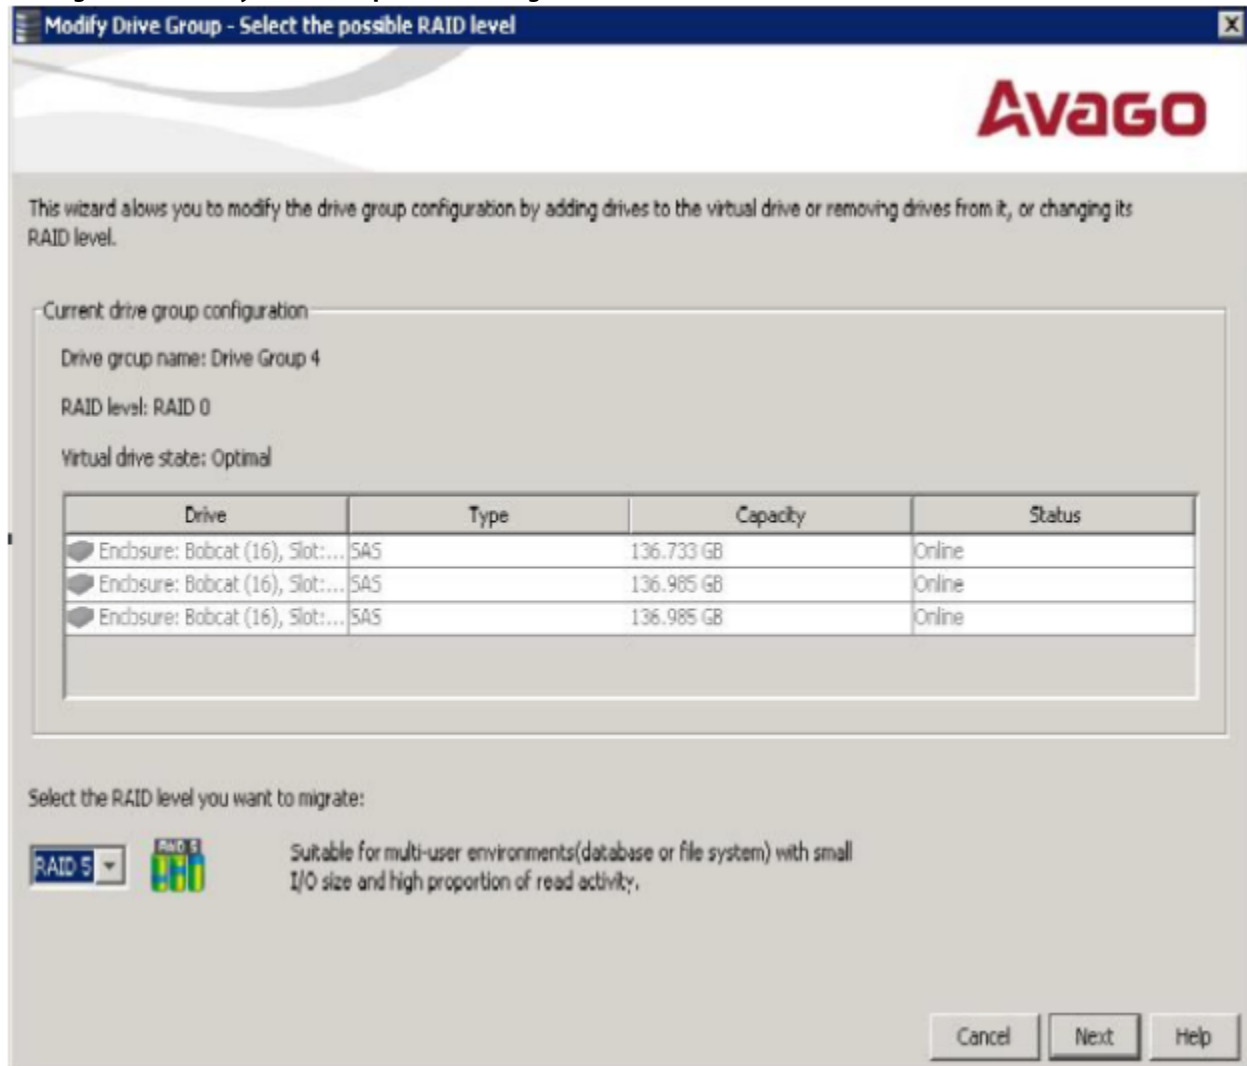 Modify Drive Group - Select the possible RAID level
AVAGO
This wizard alows you to modify the drive group configuration by adding drives to the virtual drive or removing drives from it, or changing its
RAID level.
Current drive group configuration
Drive group name: Drive Group 4
RAID level: RAID 0
Virtual drive state: Optimal
Drive Type Capacity Status
Enclosure: Bobcat (16), Slot:... SAS 136.733 GB Online
Enclosure: Bobcat (16), Slot:... SAS 136.985 GB Online
Enclosure: Bobcat (16), Slot:... SAS 136.985 GB Online
Select the RAID level you want to migrate:
RAID 5
RAID 5
Suitable for multi-user environments(database or file system) with small
I/O size and high proportion of read activity.
Cancel Next Help